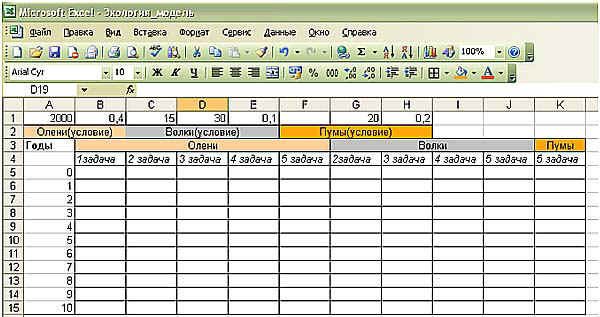 Microsoft Excel - Экология_модель
Файл Правка Вид Вставка Формат Сервис Данные Окно Справка
100%
Arial Cyr 10 Ж К Ч % 000
D19 fx
A B C D E F G H I J K
1 2000 0,4 15 30 0,1 20 0,2
2 Олени(условие) Волки(условие) Пумы(условие)
3 Годы Олени Волки Пумы
4 1задача 2 задача 3 задача 4 задача 5 задача 2задача 3 задача 4 задача 5 задача 5 задача
5 0
6 1
7 2
8 3
9 4
10 5
11 6
12 7
13 8
14 9
15 10